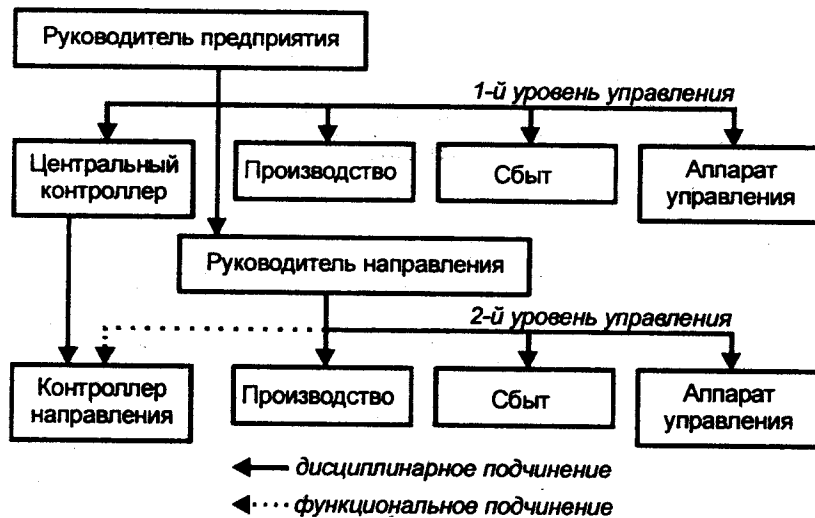 Руководитель предприятия
1-й уровень управления
Центральный
контроллер
Производство
Сбыт
Аппарат
управления
Руководитель направления
2-й уровень управления
Контроллер
направления
Производство
Сбыт
Аппарат
управления
дисциплинарное подчинение
функциональное подчинение